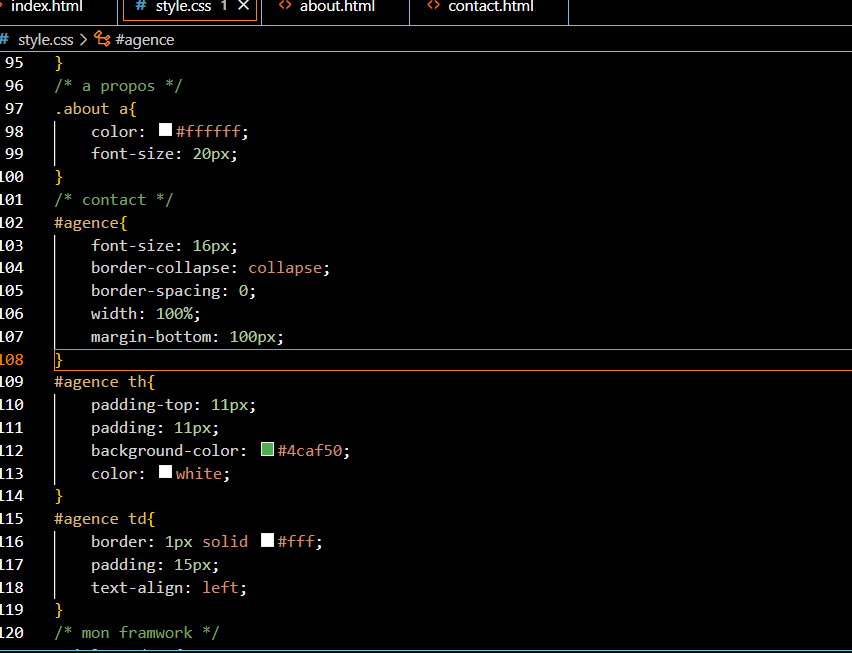 index.html # style.css 1 × <> about.html <> contact.html
# style.css > #agence
95 }
96 /* a propos */
97 .about a{
98 color: #ffffff;
99 font-size: 20px;
100 }
101 /* contact */
102 #agence{
103 font-size: 16px;
104 border-collapse: collapse;
105 border-spacing: 0;
106 width: 100%;
107 margin-bottom: 100px;
108 }
109 #agence th{
110 padding-top: 11px;
111 padding: 11px;
112 background-color: #4caf50;
113 color: white;
114 }
115 #agence td{
116 border: 1px solid #fff;
117 padding: 15px;
118 text-align: left;
119 }
120 /* mon framwork */